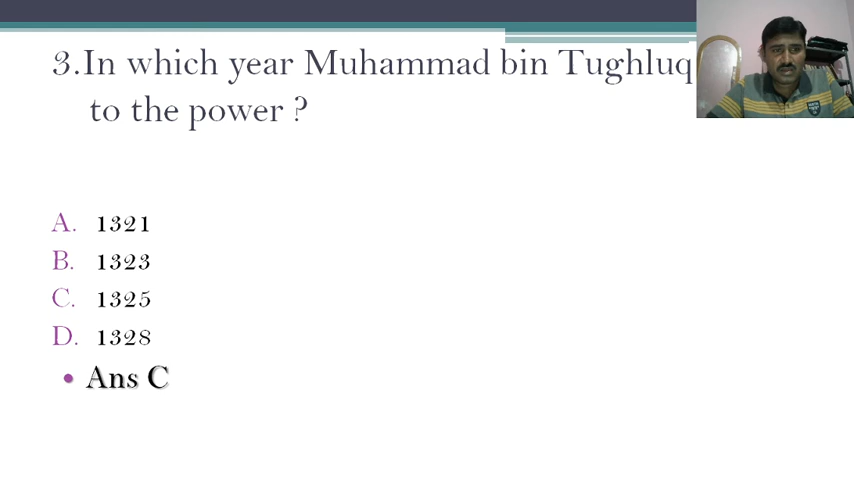 3.In which year Muhammad bin Tughluq
to the power ?
A. 1321
B. 1323
C. 1325
D. 1328
• Ans C